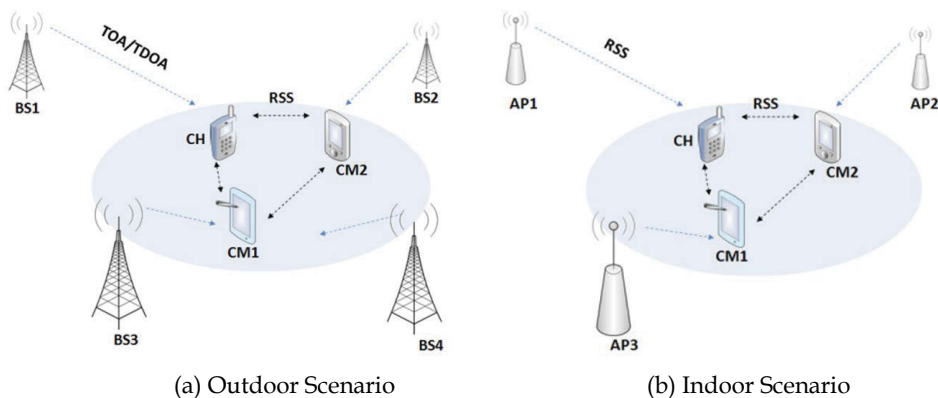 TOA/TDOA
BS1
BS2
RSS
CH
CM2
CM1
BS3
BS4
(a) Outdoor Scenario
RSS
AP1
AP2
RSS
CH
CM2
CM1
AP3
(b) Indoor Scenario